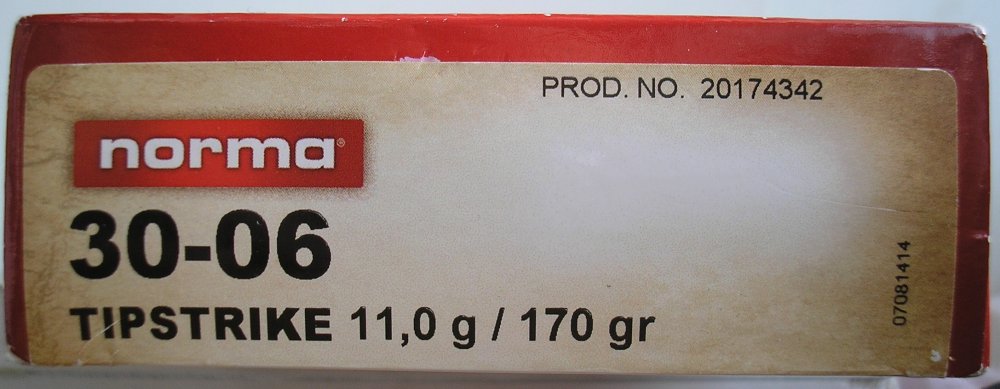 PROD. NO. 20174342
norma®
30-06
TIPSTRIKE 11,0 g / 170 gr
07081414